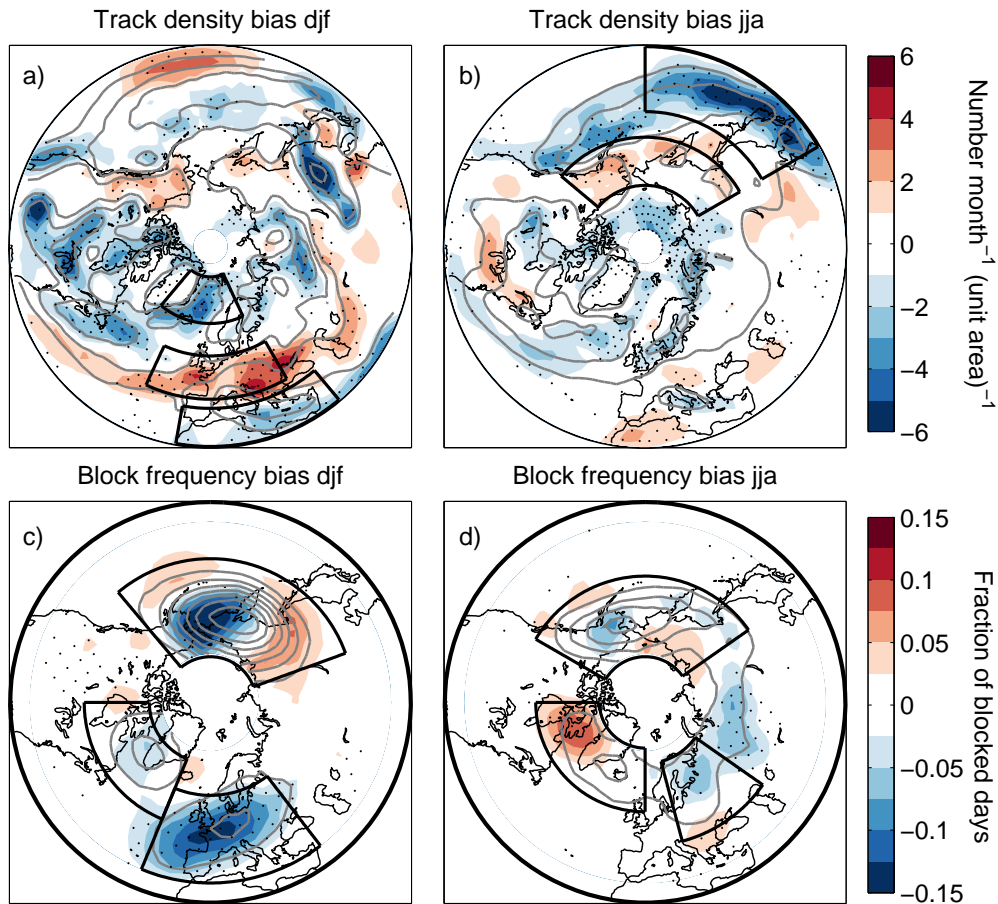 Track density bias djf
Track density bias jja
a)
b)
6
4
2
0
−2
−4
−6
Number month⁻¹ (unit area)⁻¹
Block frequency bias djf
Block frequency bias jja
c)
d)
0.15
0.1
0.05
0
−0.05
−0.1
−0.15
Fraction of blocked days